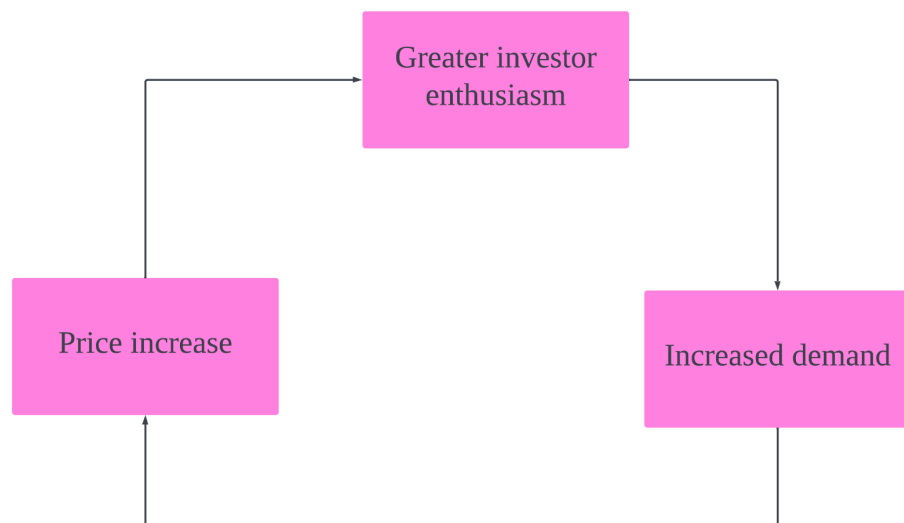 Greater investor
enthusiasm
Price increase
Increased demand